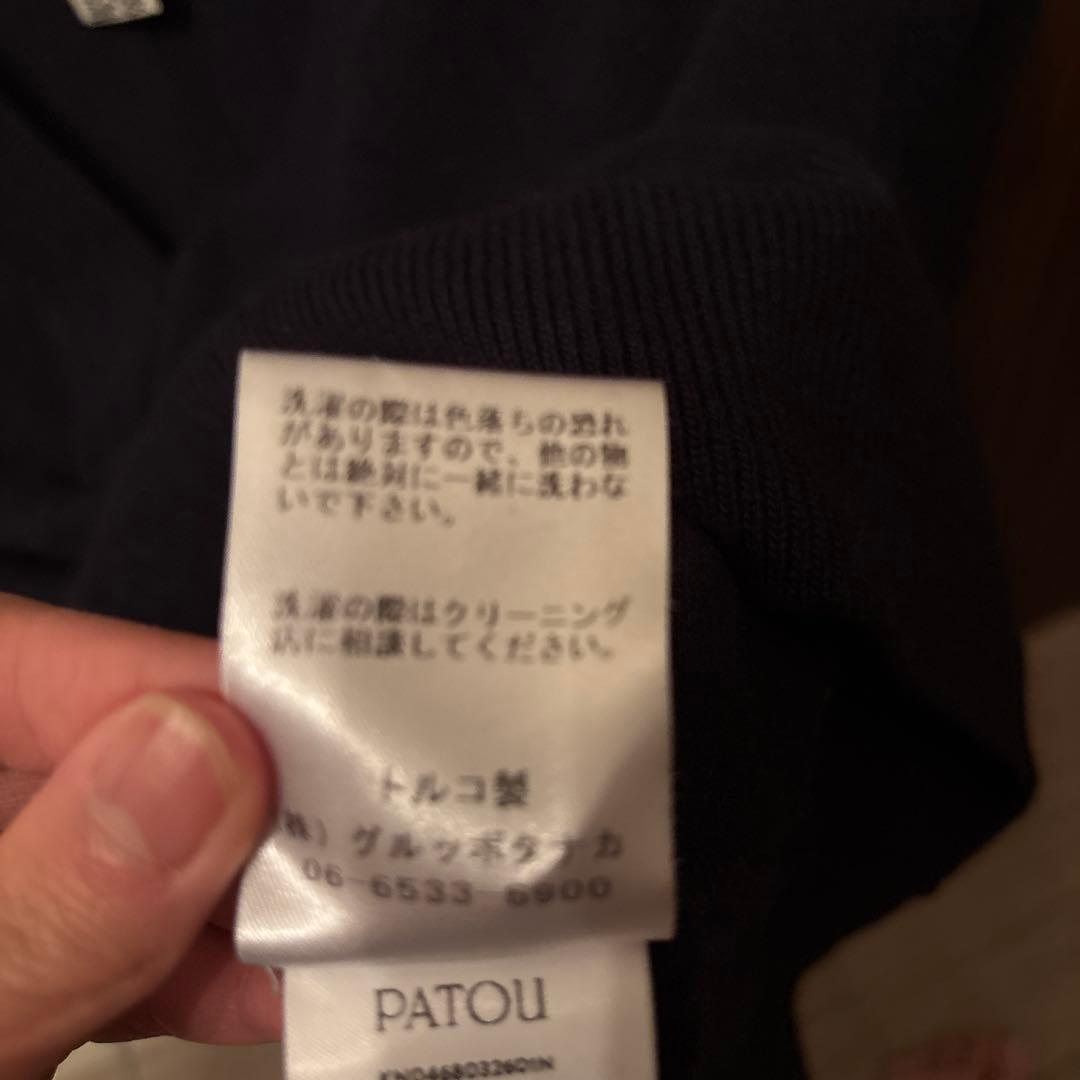 洗濯の際は色落ちの恐れ
がありますので、他の物
とは絶対に一緒に洗わな
いで下さい。
洗濯の際はクリーニング
店に相談してください。
トルコ製
(株) グルッポタナカ
06-6533 6900
PATOU
KN0468032601N